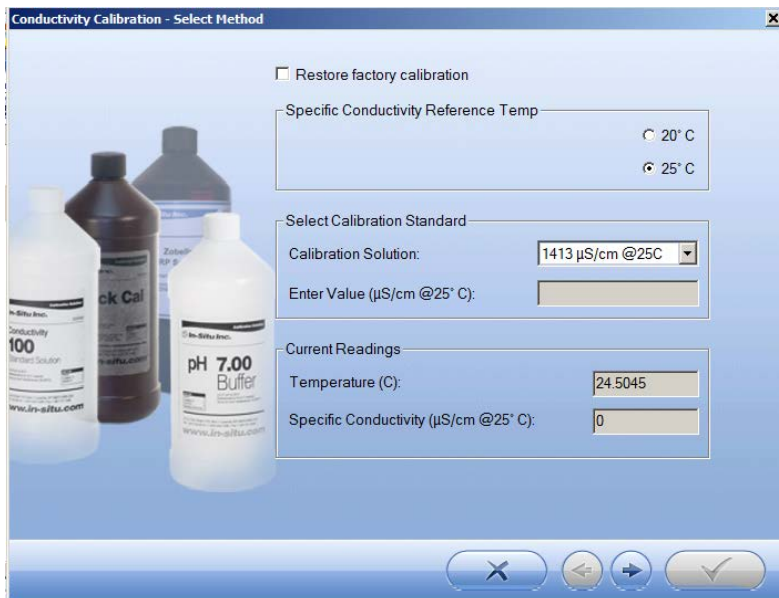 Conductivity Calibration - Select Method
Restore factory calibration
Specific Conductivity Reference Temp
20° C
25° C
Select Calibration Standard
Calibration Solution:
1413 µS/cm @25C
Enter Value (µS/cm @25° C):
Current Readings
Temperature (C):
24.5045
Specific Conductivity (µS/cm @25° C):
0
ck Cal
In-Situ Inc.
Conductivity
100
Standard Solution
www.in-situ.com
In-Situ Inc.
pH 7.00
Buffer
www.in-situ.com